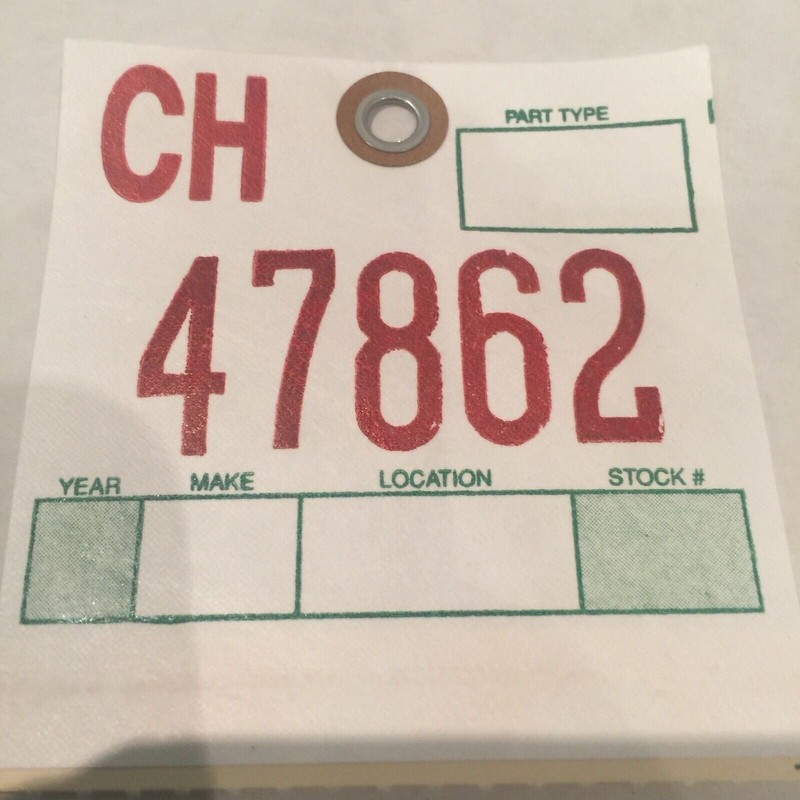 CH
PART TYPE
47862
YEAR MAKE LOCATION STOCK #